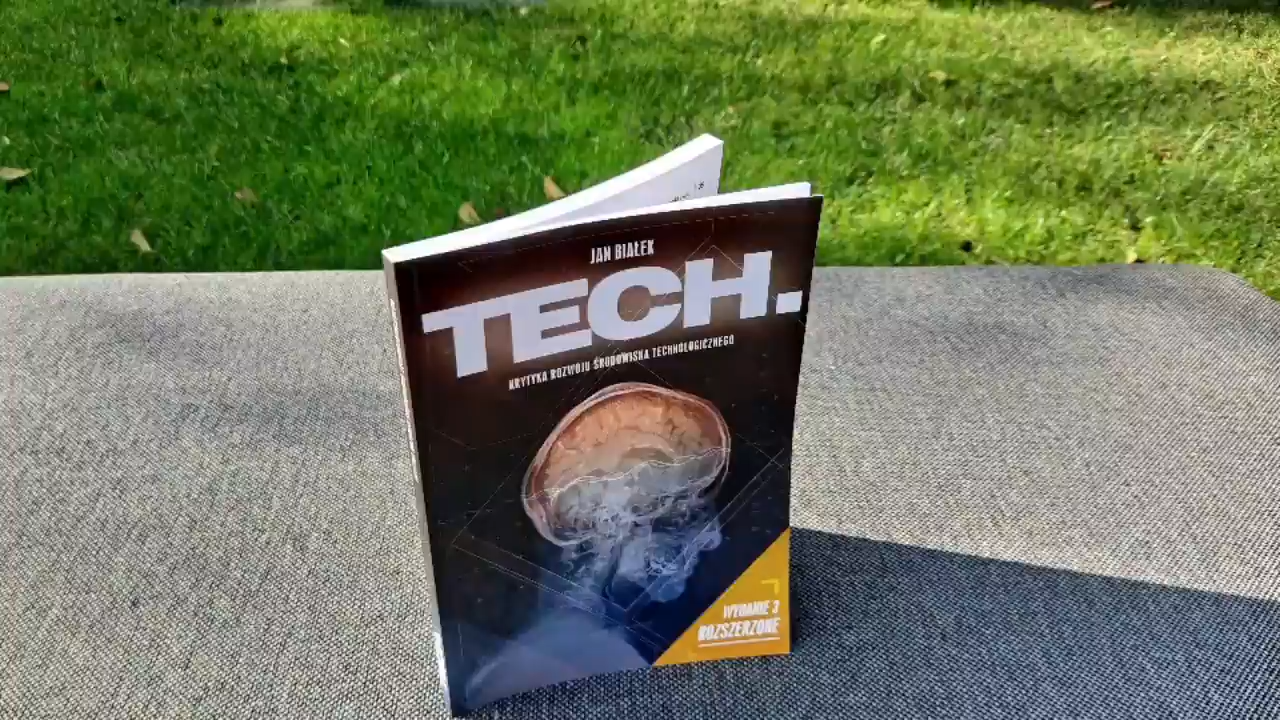 JAN BIAŁEK
TECH.
KRYTYKA ROZWOJU ŚRODOWISKA TECHNOLOGICZNEGO
WYDANIE 3
ROZSZERZONE